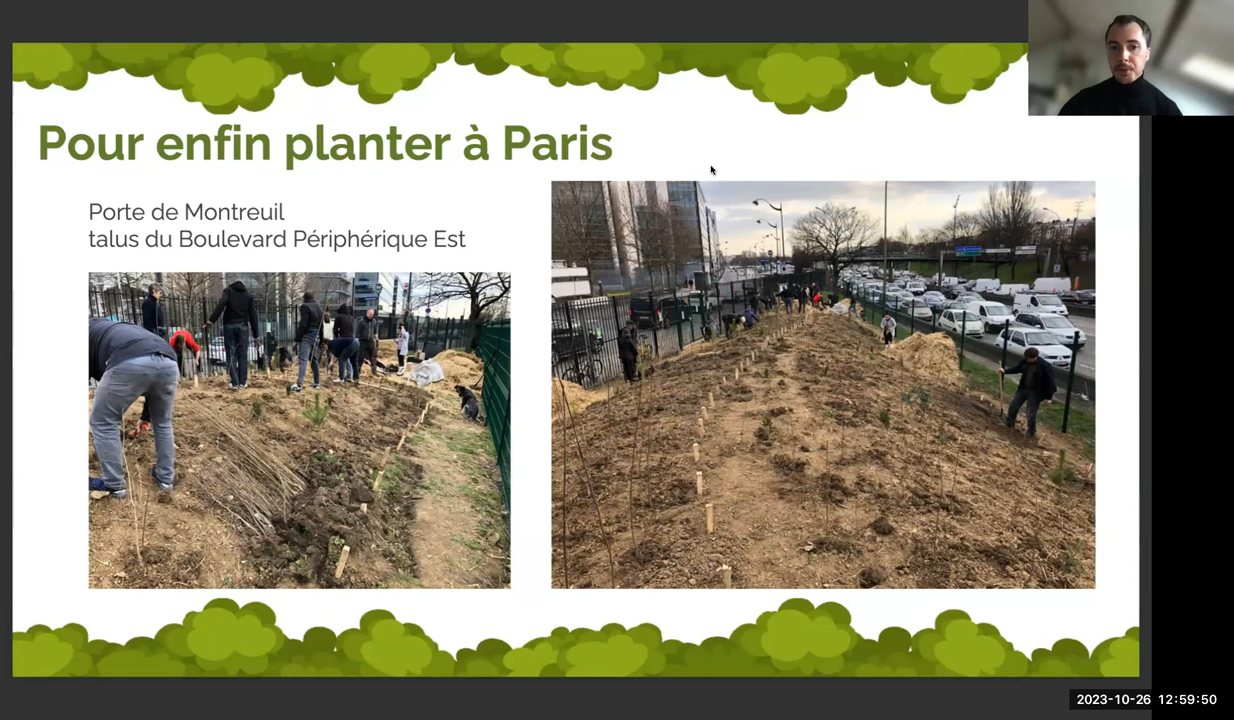 Pour enfin planter à Paris
Porte de Montreuil
talus du Boulevard Périphérique Est
2023-10-26 12:59:50